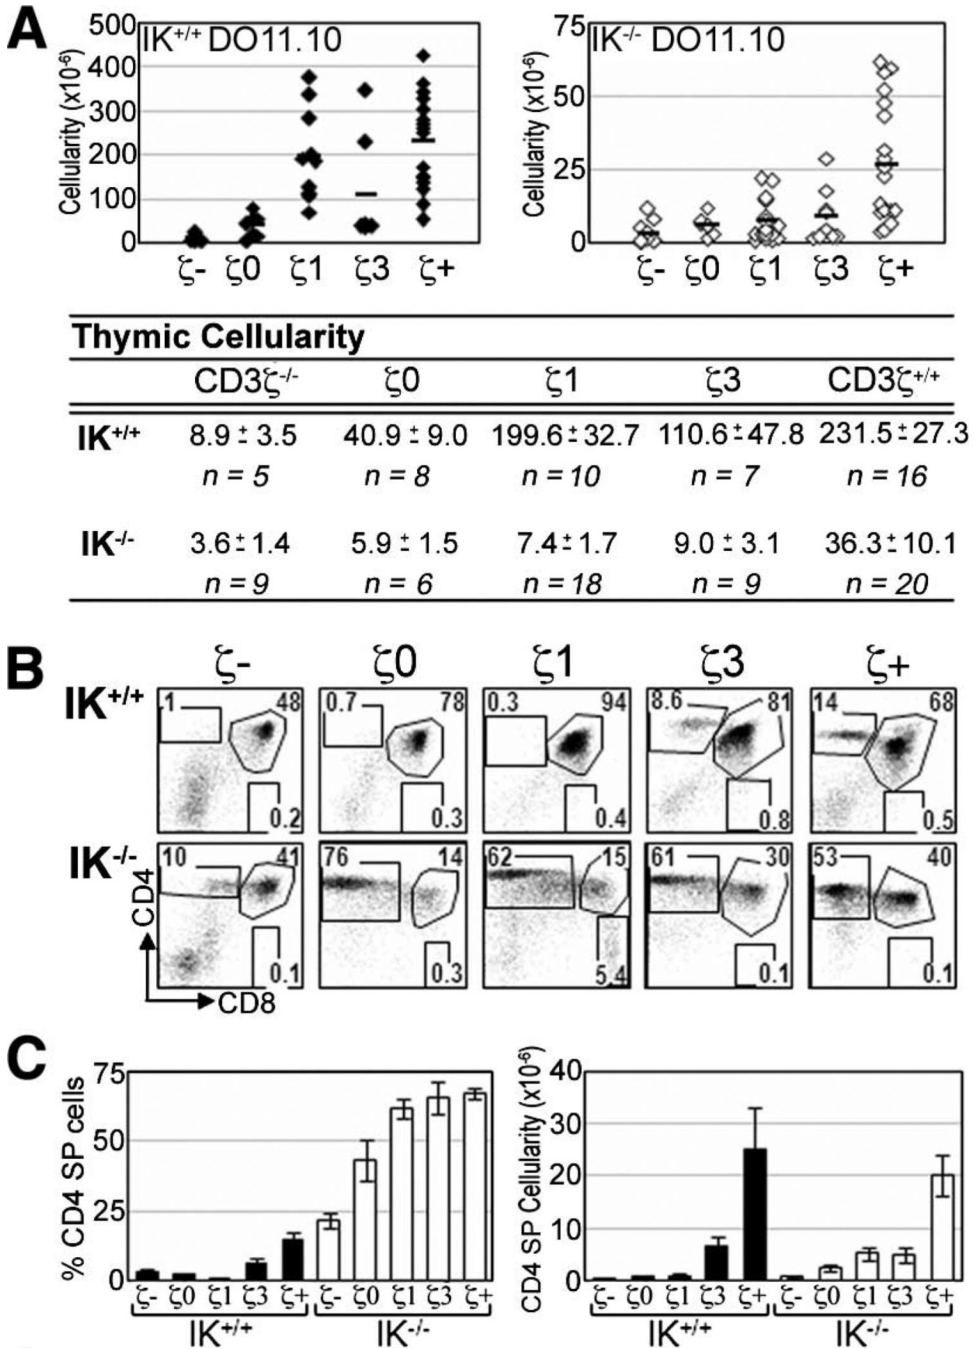 A
500
400
300
200
100
0
Cellularity (x10⁻⁶)
IK⁺/⁺ DO11.10
ζ- ζ0 ζ1 ζ3 ζ+
75
50
25
0
Cellularity (x10⁻⁶)
IK⁻/⁻ DO11.10
ζ- ζ0 ζ1 ζ3 ζ+
Thymic Cellularity
CD3ζ⁻/⁻ ζ0 ζ1 ζ3 CD3ζ⁺/⁺
IK⁺/⁺ 8.9 ± 3.5 40.9 ± 9.0 199.6 ± 32.7 110.6 ± 47.8 231.5 ± 27.3
n = 5 n = 8 n = 10 n = 7 n = 16
IK⁻/⁻ 3.6 ± 1.4 5.9 ± 1.5 7.4 ± 1.7 9.0 ± 3.1 36.3 ± 10.1
n = 9 n = 6 n = 18 n = 9 n = 20
B
ζ- ζ0 ζ1 ζ3 ζ+
IK⁺/⁺
1 48 0.7 78 0.3 94 8.6 81 14 68
0.2 0.3 0.4 0.8 0.5
IK⁻/⁻
10 41 76 14 62 15 61 30 53 40
0.1 0.3 5.4 0.1 0.1
CD4
CD8
C
75
50
25
0
% CD4 SP cells
ζ- ζ0 ζ1 ζ3 ζ+ ζ- ζ0 ζ1 ζ3 ζ+
IK⁺/⁺ IK⁻/⁻
40
30
20
10
0
CD4 SP Cellularity (x10⁻⁶)
ζ- ζ0 ζ1 ζ3 ζ+ ζ- ζ0 ζ1 ζ3 ζ+
IK⁺/⁺ IK⁻/⁻